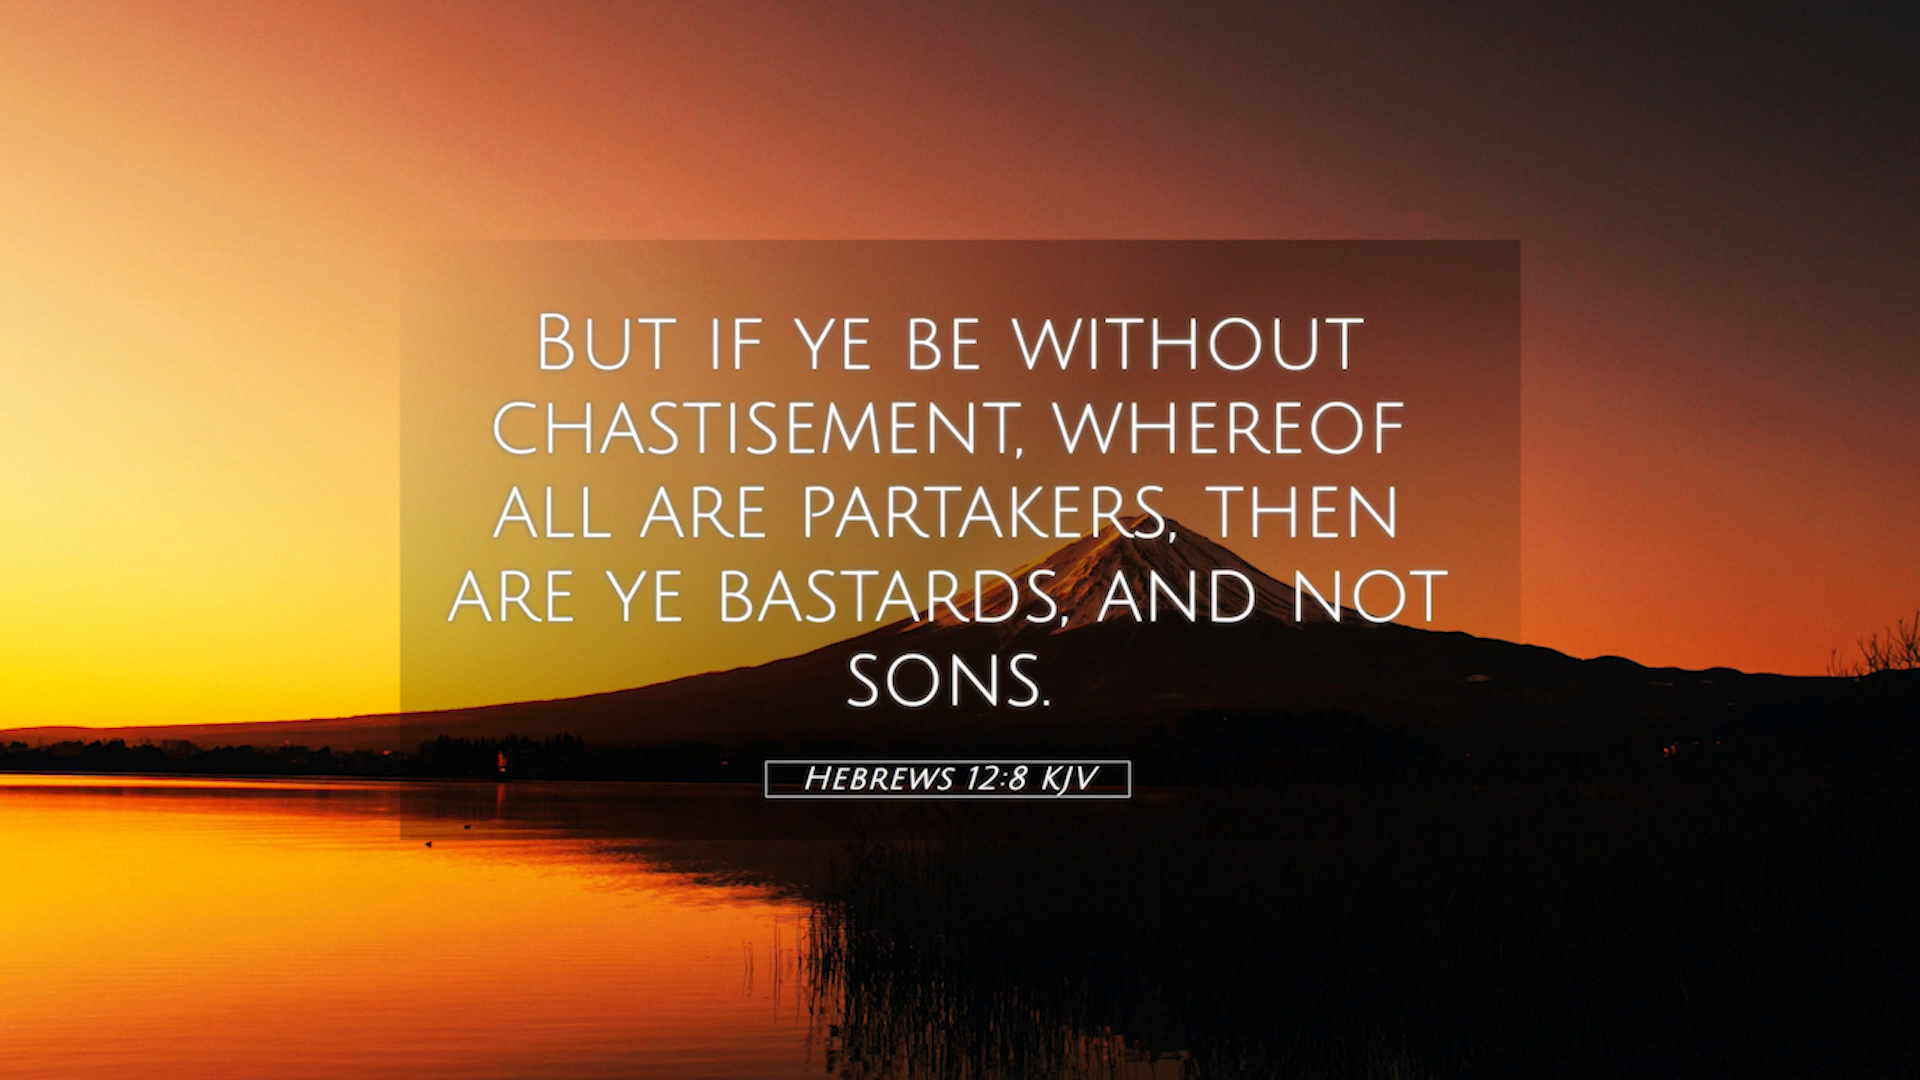 But if ye be without
chastisement, whereof
all are partakers, then
are ye bastards, and not
sons.
Hebrews 12:8 KJV